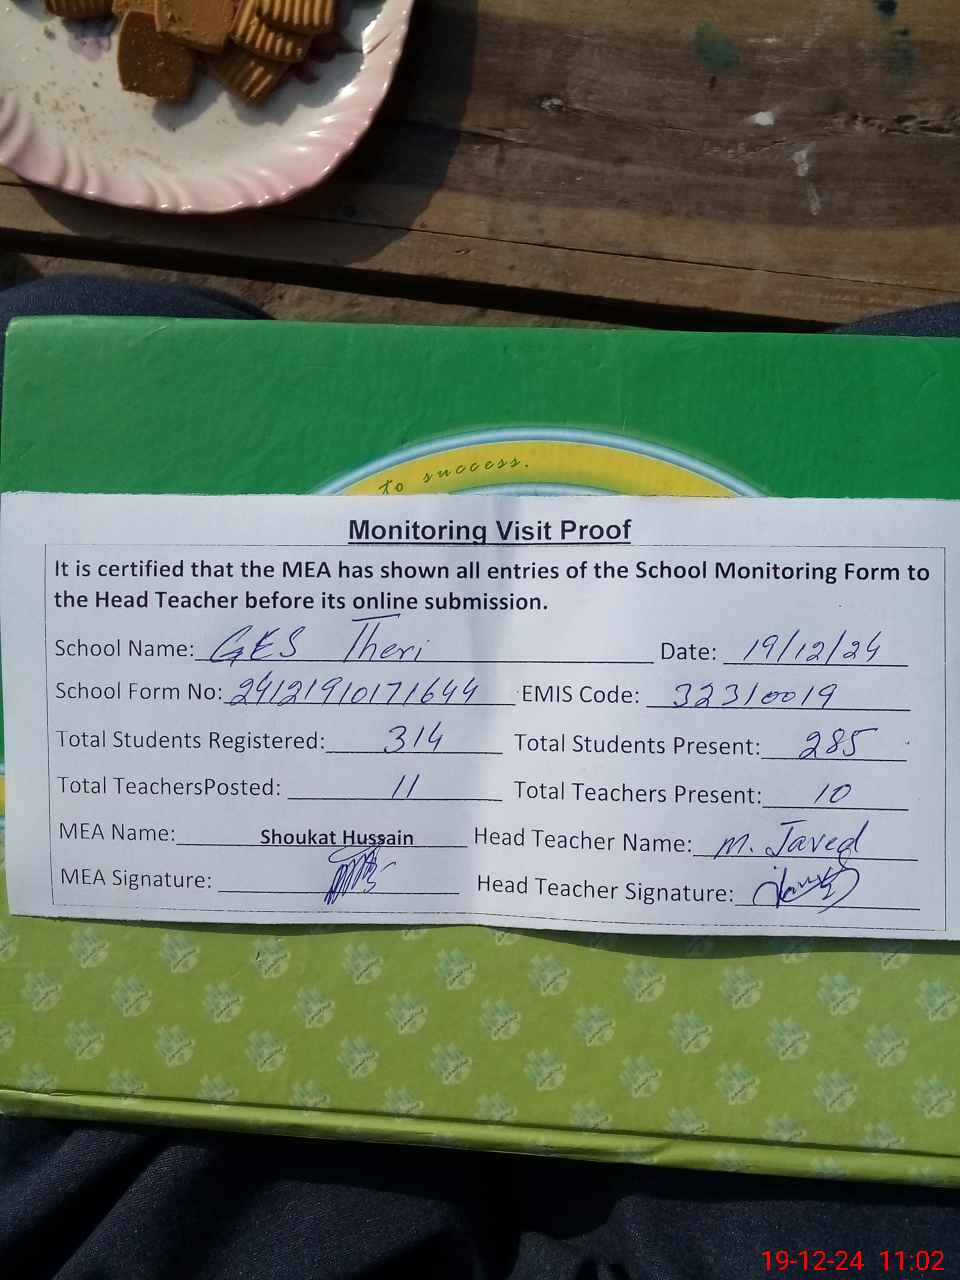 to success.
Monitoring Visit Proof
It is certified that the MEA has shown all entries of the School Monitoring Form to
the Head Teacher before its online submission.
School Name: GES Theri Date: 19/12/24
School Form No: 24121910171644 EMIS Code: 32310019
Total Students Registered: 314 Total Students Present: 285
Total TeachersPosted: 11 Total Teachers Present: 10
MEA Name: Shoukat Hussain Head Teacher Name: M. Javed
MEA Signature: Head Teacher Signature:
19-12-24 11:02